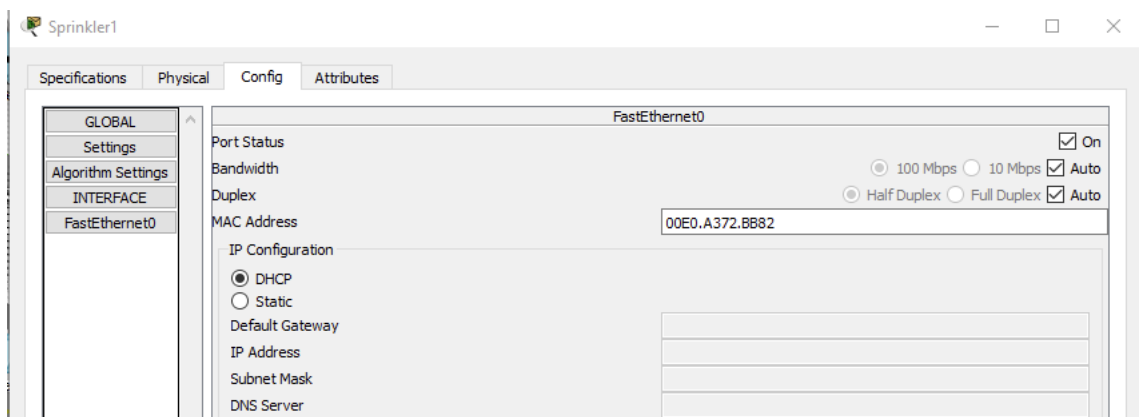 Sprinkler1
Specifications Physical Config Attributes
GLOBAL
Settings
Algorithm Settings
INTERFACE
FastEthernet0
FastEthernet0
Port Status On
Bandwidth 100 Mbps 10 Mbps Auto
Duplex Half Duplex Full Duplex Auto
MAC Address 00E0.A372.BB82
IP Configuration
DHCP
Static
Default Gateway
IP Address
Subnet Mask
DNS Server